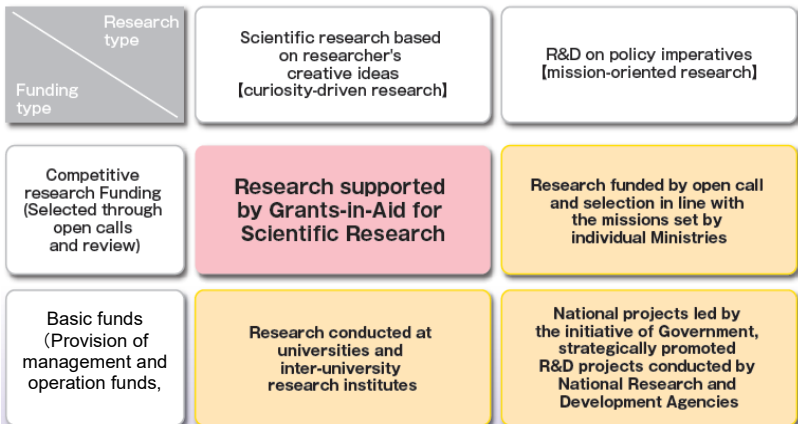 Research
type
Funding
type
Scientific research based
on researcher's
creative ideas
【curiosity-driven research】
R&D on policy imperatives
【mission-oriented research】
Competitive
research Funding
(Selected through
open calls
and review)
Research supported
by Grants-in-Aid for
Scientific Research
Research funded by open call
and selection in line with
the missions set by
individual Ministries
Basic funds
（Provision of
management and
operation funds,
Research conducted at
universities and
inter-university
research institutes
National projects led by
the initiative of Government,
strategically promoted
R&D projects conducted by
National Research and
Development Agencies